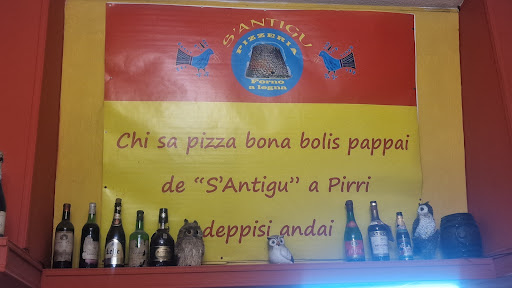 S'ANTIGU
PIZZERIA
Forno
a legna
Chi sa pizza bona bolis pappai
de "S'Antigu" a Pirri
deppisi andai